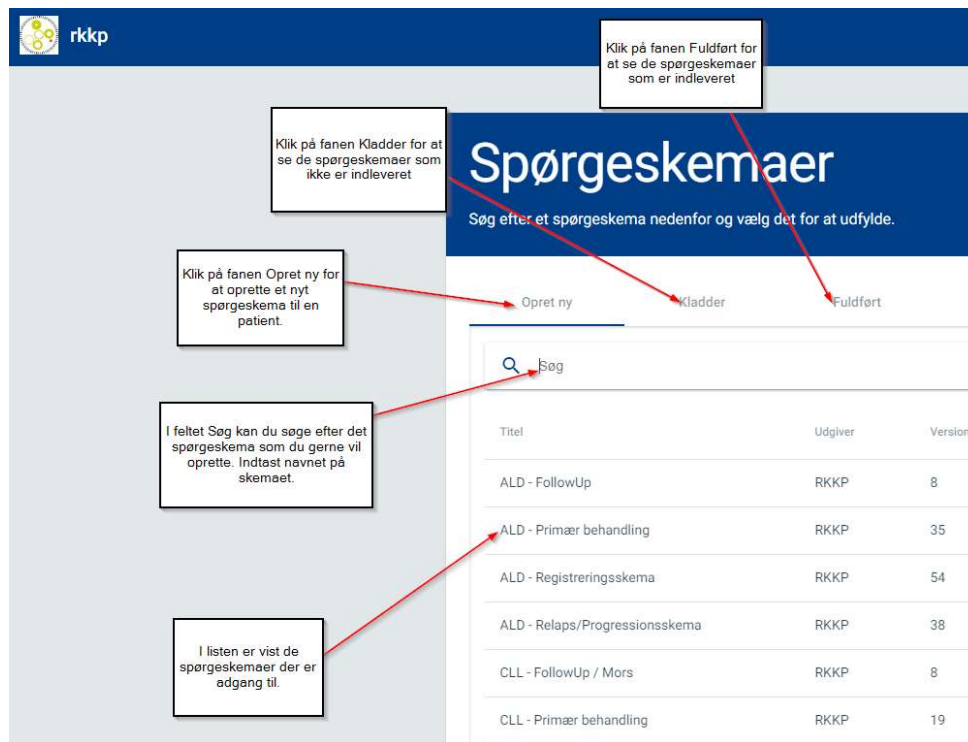 rkkp
Klik på fanen Fuldført for
at se de spørgeskemaer
som er indleveret
Klik på fanen Kladder for at
se de spørgeskemaer som
ikke er indleveret
Spørgeskemaer
Søg efter et spørgeskema nedenfor og vælg det for at udfylde.
Klik på fanen Opret ny for
at oprette et nyt
spørgeskema til en
patient.
Opret ny Kladder Fuldført
Søg
I feltet Søg kan du søge efter det
spørgeskema som du gerne vil
oprette. Indtast navnet på
skemaet.
Titel Udgiver Version
ALD - FollowUp RKKP 8
ALD - Primær behandling RKKP 35
ALD - Registreringsskema RKKP 54
ALD - Relaps/Progressionsskema RKKP 38
I listen er vist de
spørgeskemaer der er
adgang til.
CLL - FollowUp / Mors RKKP 8
CLL - Primær behandling RKKP 19